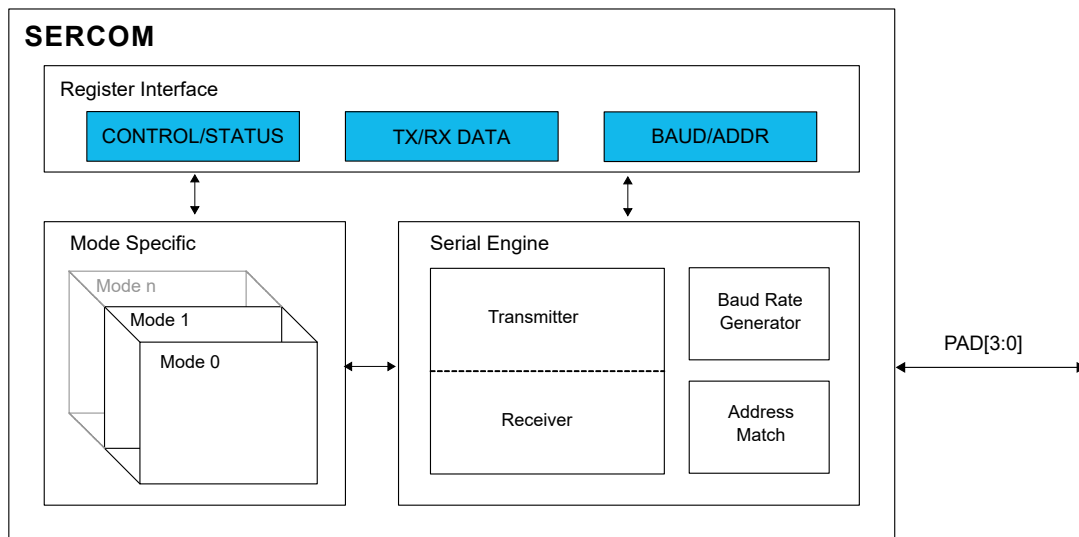 SERCOM
Register Interface
CONTROL/STATUS
TX/RX DATA
BAUD/ADDR
Mode Specific
Mode n
Mode 1
Mode 0
Serial Engine
Transmitter
Receiver
Baud Rate
Generator
Address
Match
PAD[3:0]